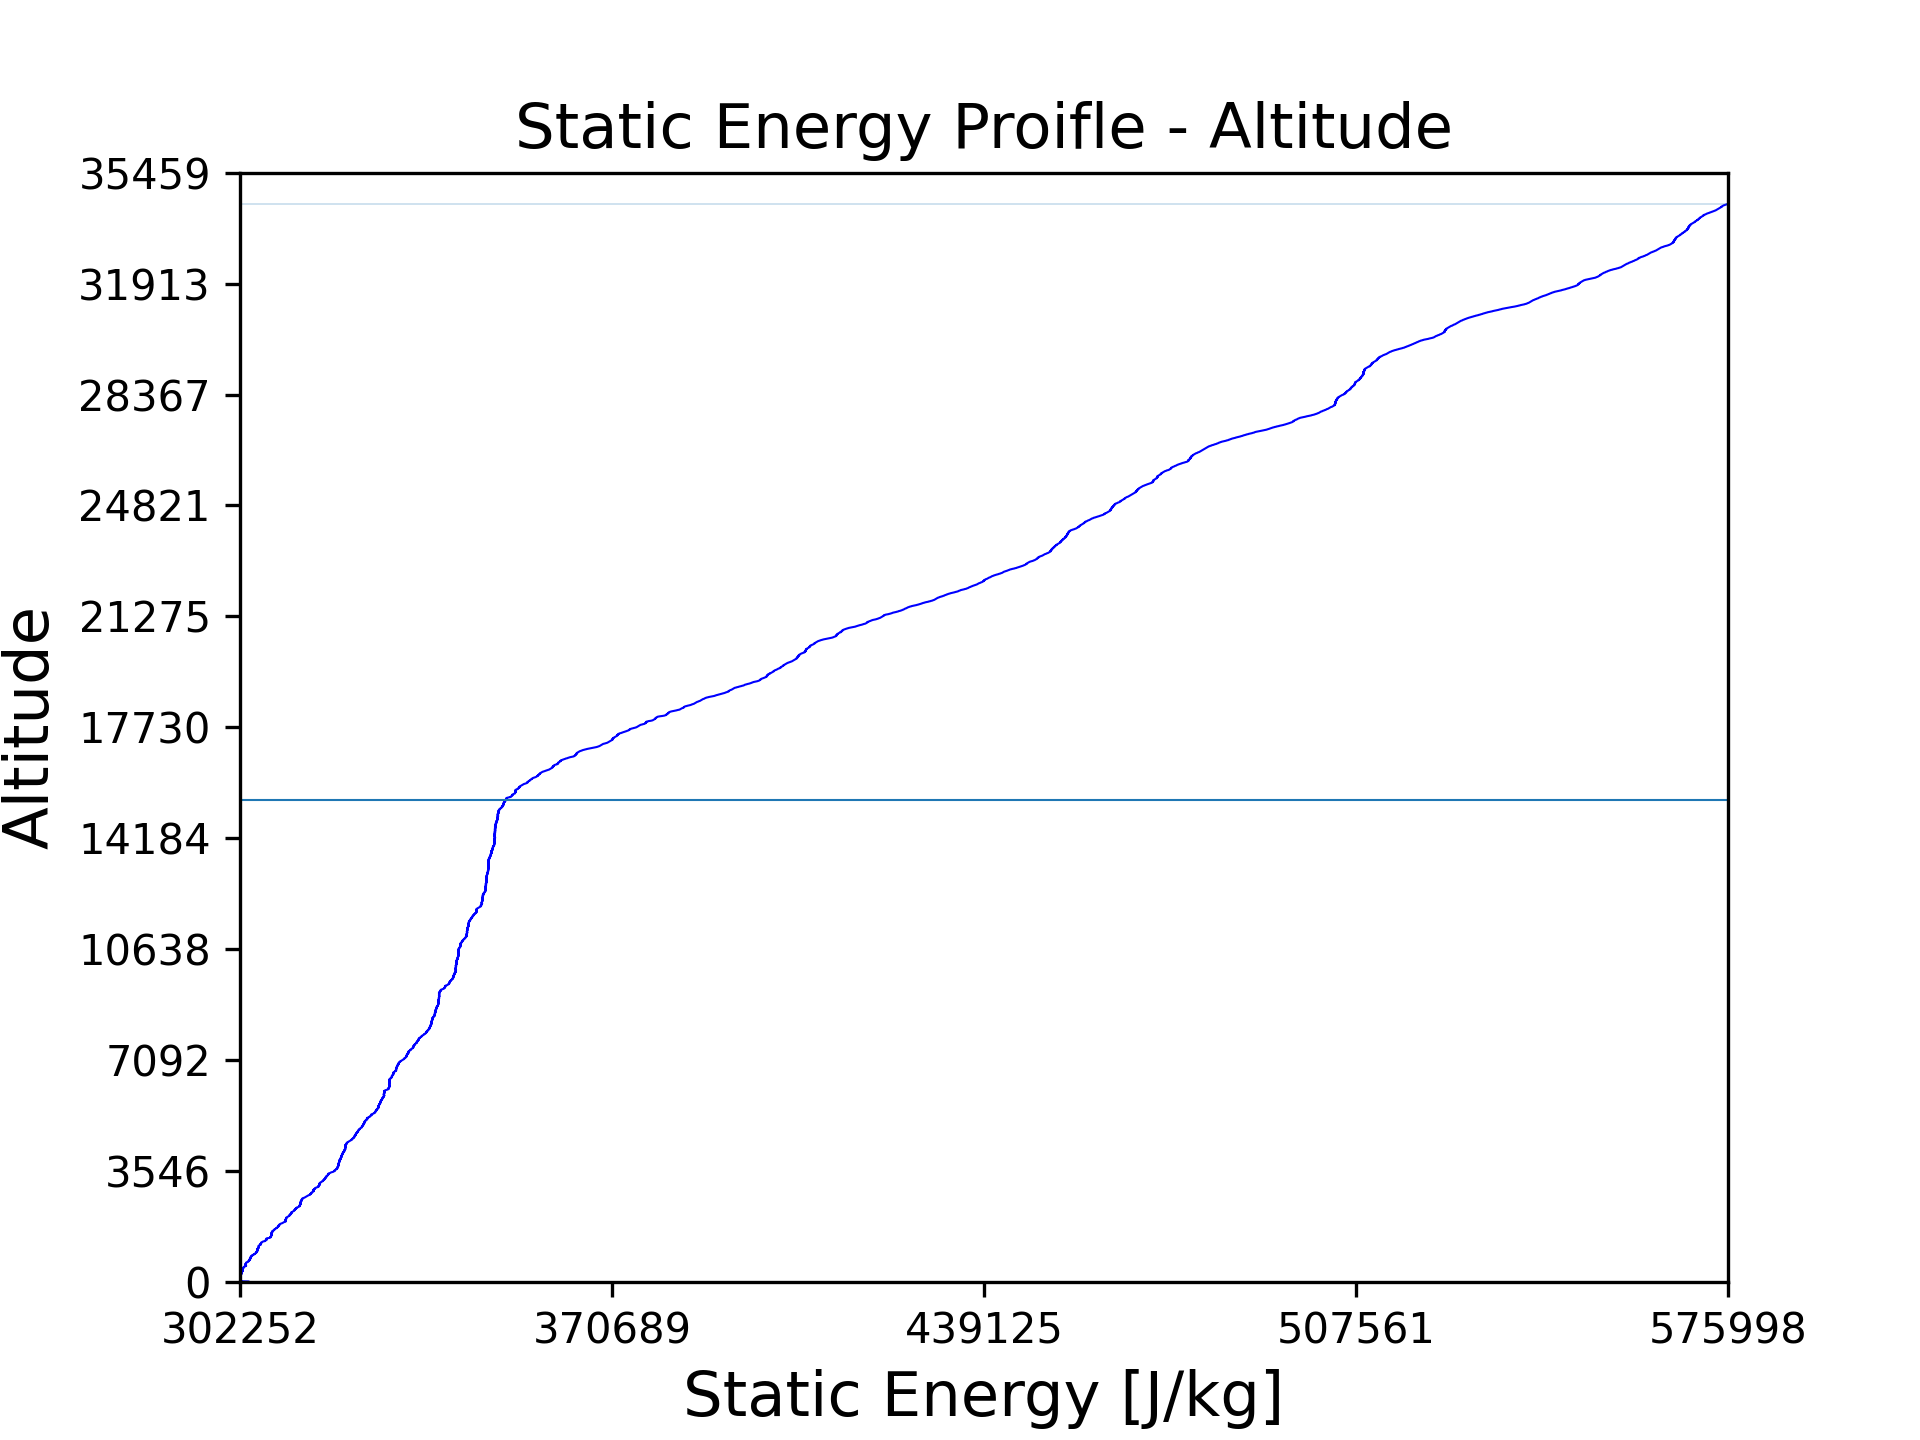 Static Energy Proifle - Altitude
35459
31913
28367
24821
21275
17730
14184
10638
7092
3546
0
Altitude
302252 370689 439125 507561 575998
Static Energy [J/kg]